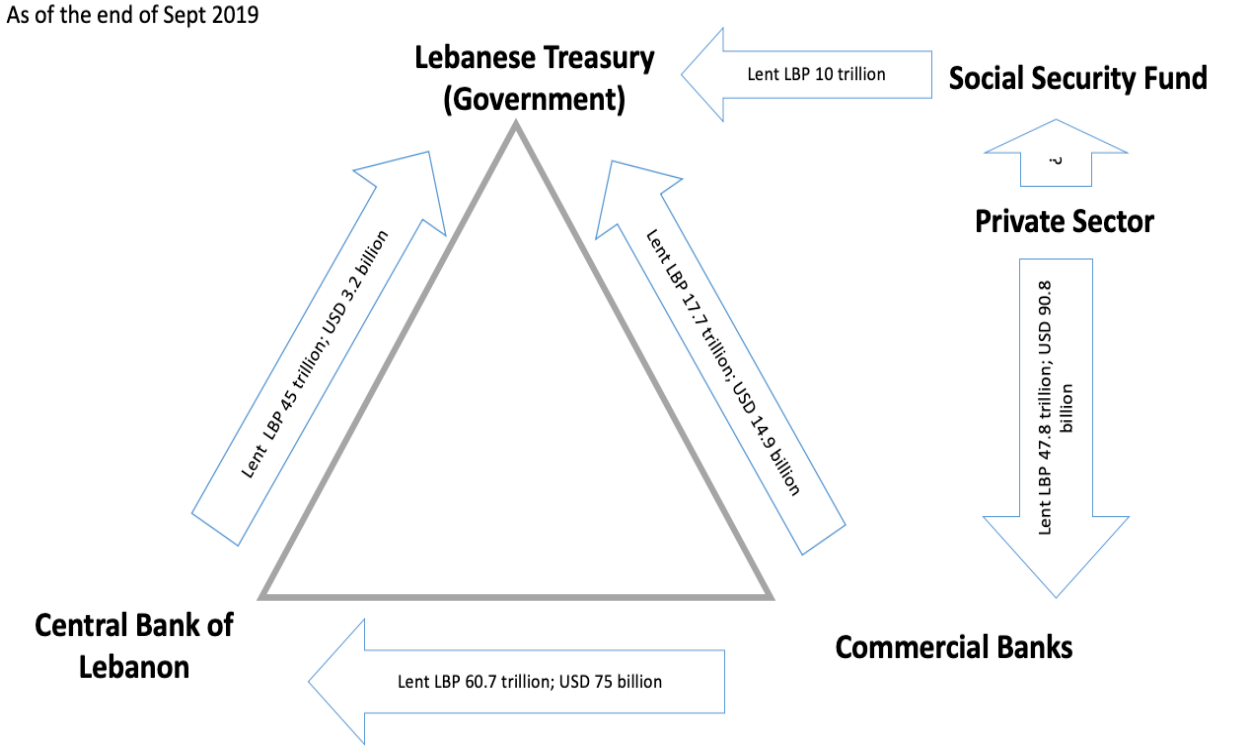 As of the end of Sept 2019
Lebanese Treasury
(Government)
Lent LBP 10 trillion
Social Security Fund
?
Private Sector
Lent  LBP 45 trillion; USD 3.2 billion
Lent LBP 17.7 trillion; USD 14.9 billion
Lent LBP 47.8 trillion; USD 90.8
billion
Central Bank of
Lebanon
Lent LBP 60.7 trillion; USD 75 billion
Commercial Banks